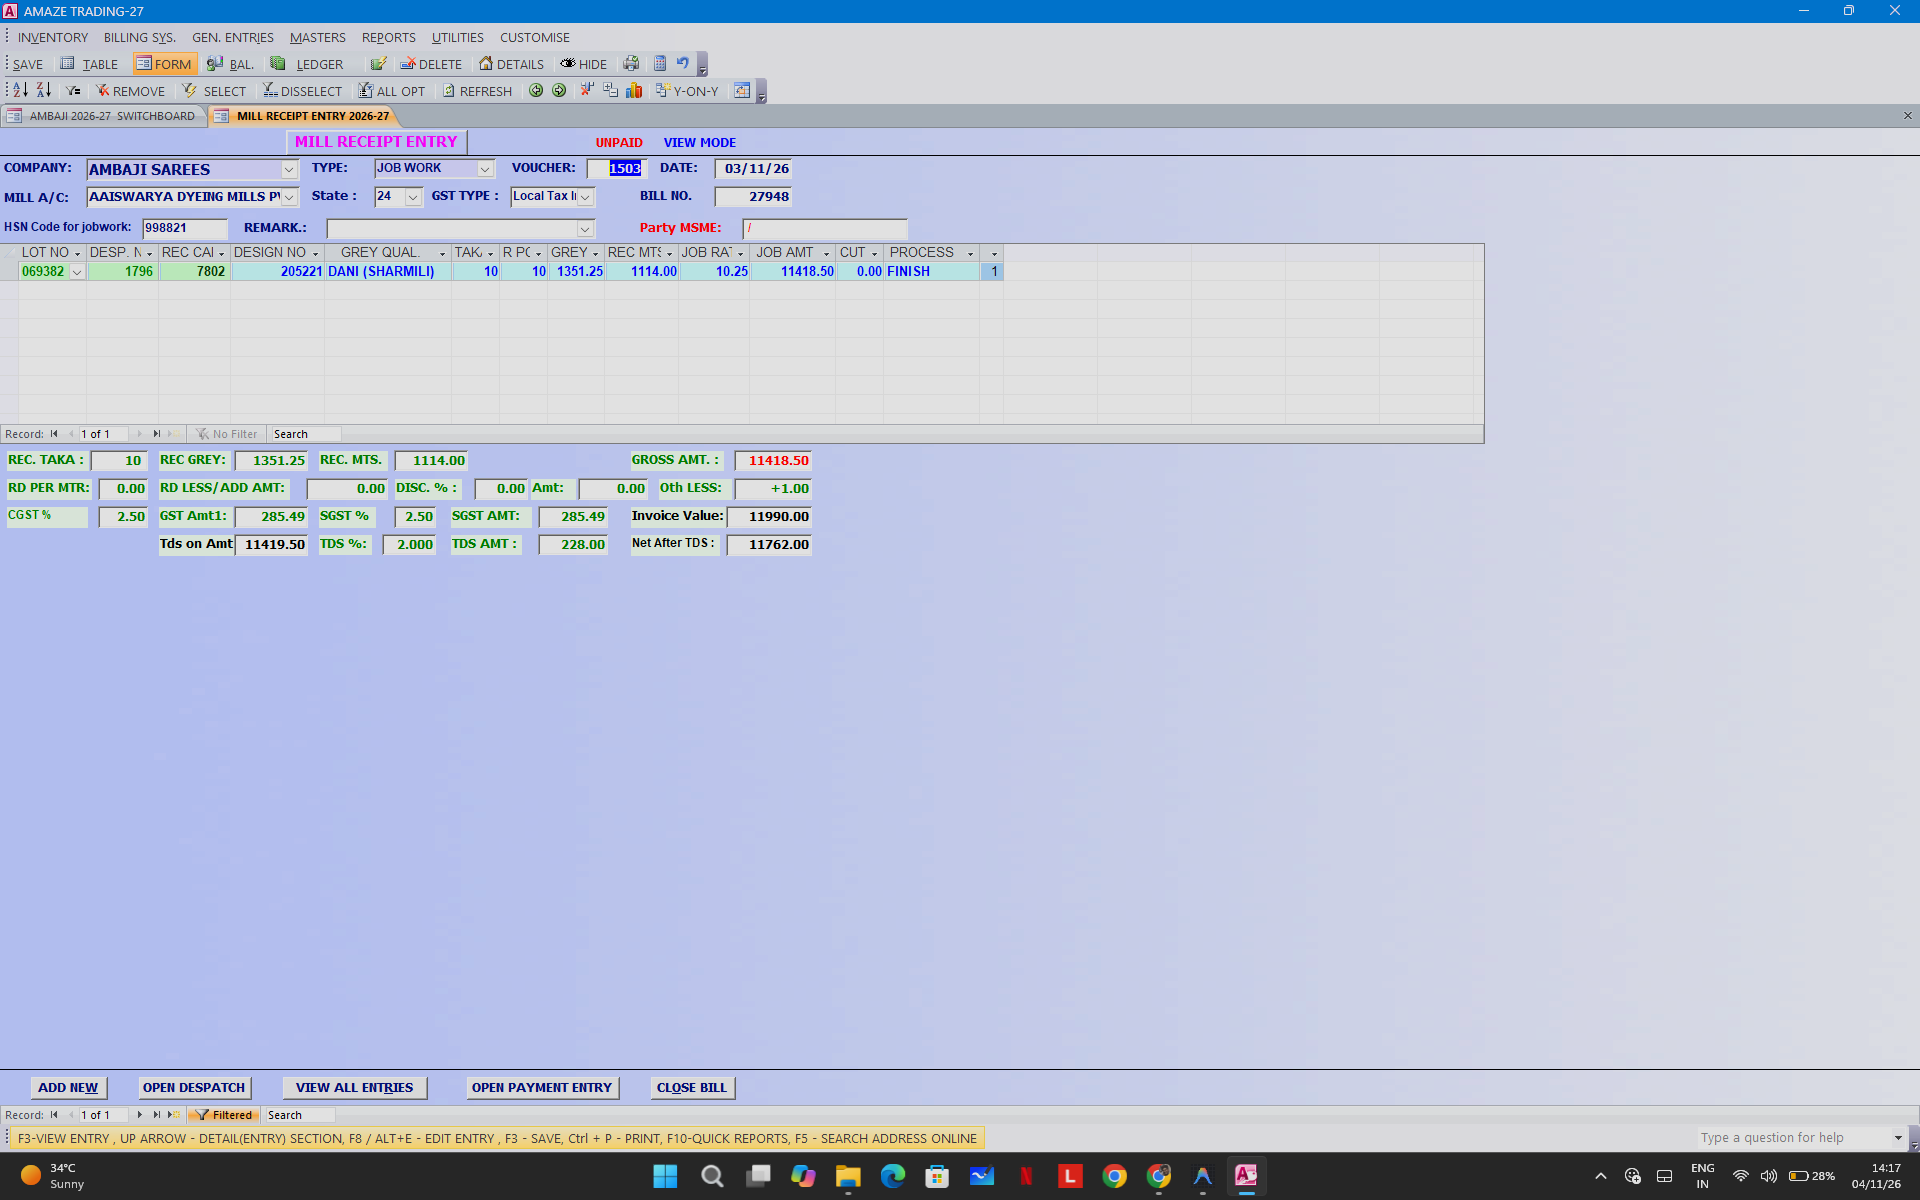 AMAZE TRADING-27
INVENTORY BILLING SYS. GEN. ENTRIES MASTERS REPORTS UTILITIES CUSTOMISE
SAVE TABLE FORM BAL. LEDGER DELETE DETAILS HIDE
REMOVE SELECT DISSELECT ALL OPT REFRESH Y-ON-Y
AMBAJI 2026-27 SWITCHBOARD MILL RECEIPT ENTRY 2026-27
MILL RECEIPT ENTRY UNPAID VIEW MODE
COMPANY: AMBAJI SAREES TYPE: JOB WORK VOUCHER: 1503 DATE: 03/11/26
MILL A/C: AAISWARYA DYEING MILLS P State : 24 GST TYPE : Local Tax I BILL NO. 27948
HSN Code for jobwork: 998821 REMARK.: Party MSME: /
LOT NO DESP. N REC CAI DESIGN NO GREY QUAL. TAK R PC GREY REC MTS JOB RA JOB AMT CUT PROCESS
069382 1796 7802 205221 DANI (SHARMILI) 10 10 1351.25 1114.00 10.25 11418.50 0.00 FINISH 1
Record: 1 of 1 No Filter Search
REC. TAKA : 10 REC GREY: 1351.25 REC. MTS. 1114.00 GROSS AMT. : 11418.50
RD PER MTR: 0.00 RD LESS/ADD AMT: 0.00 DISC. % : 0.00 Amt: 0.00 Oth LESS: +1.00
CGST % 2.50 GST Amt1: 285.49 SGST % 2.50 SGST AMT: 285.49 Invoice Value: 11990.00
Tds on Amt 11419.50 TDS %: 2.000 TDS AMT : 228.00 Net After TDS : 11762.00
ADD NEW OPEN DESPATCH VIEW ALL ENTRIES OPEN PAYMENT ENTRY CLOSE BILL
Record: 1 of 1 Filtered Search
F3-VIEW ENTRY , UP ARROW - DETAIL(ENTRY) SECTION, F8 / ALT+E - EDIT ENTRY , F3 - SAVE, Ctrl + P - PRINT, F10-QUICK REPORTS, F5 - SEARCH ADDRESS ONLINE Type a question for help
34°C ENG 28% 14:17
Sunny IN 04/11/26